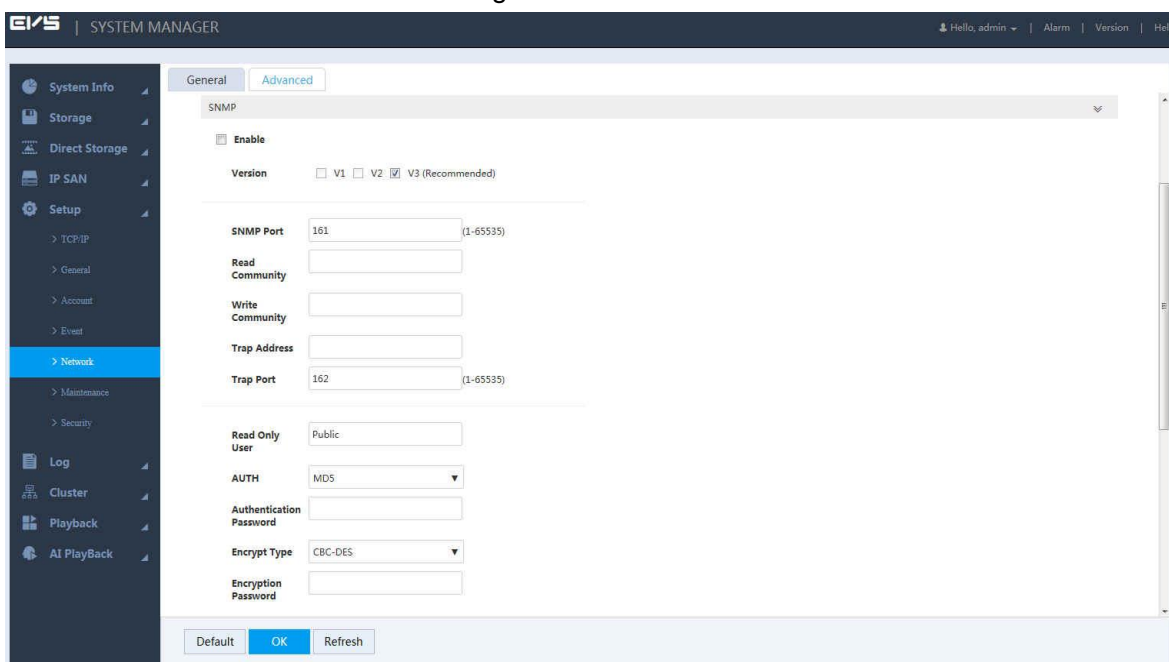 EVS | SYSTEM MANAGER
Hello, admin | Alarm | Version | Hel
System Info
Storage
Direct Storage
IP SAN
Setup
> TCP/IP
> General
> Account
> Event
> Network
> Maintenance
> Security
Log
Cluster
Playback
AI PlayBack
General
Advanced
SNMP
Enable
Version V1 V2 V3 (Recommended)
SNMP Port 161 (1-65535)
Read
Community
Write
Community
Trap Address
Trap Port 162 (1-65535)
Read Only
User
Public
AUTH MD5
Authentication
Password
Encrypt Type CBC-DES
Encryption
Password
Default OK Refresh